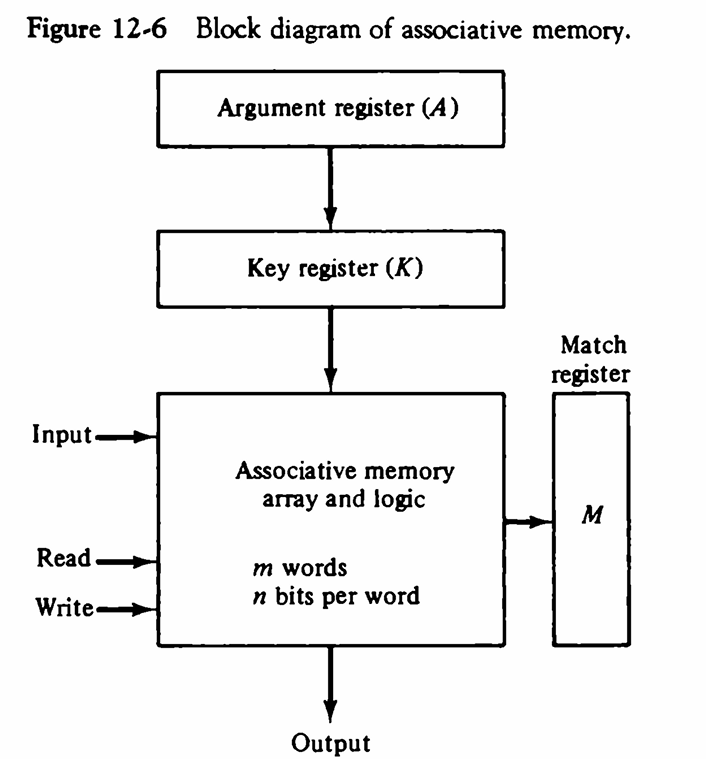 Figure 12-6 Block diagram of associative memory.
Argument register (A)
Key register (K)
Match
register
Input
Associative memory
array and logic
M
Read
m words
n bits per word
Write
Output